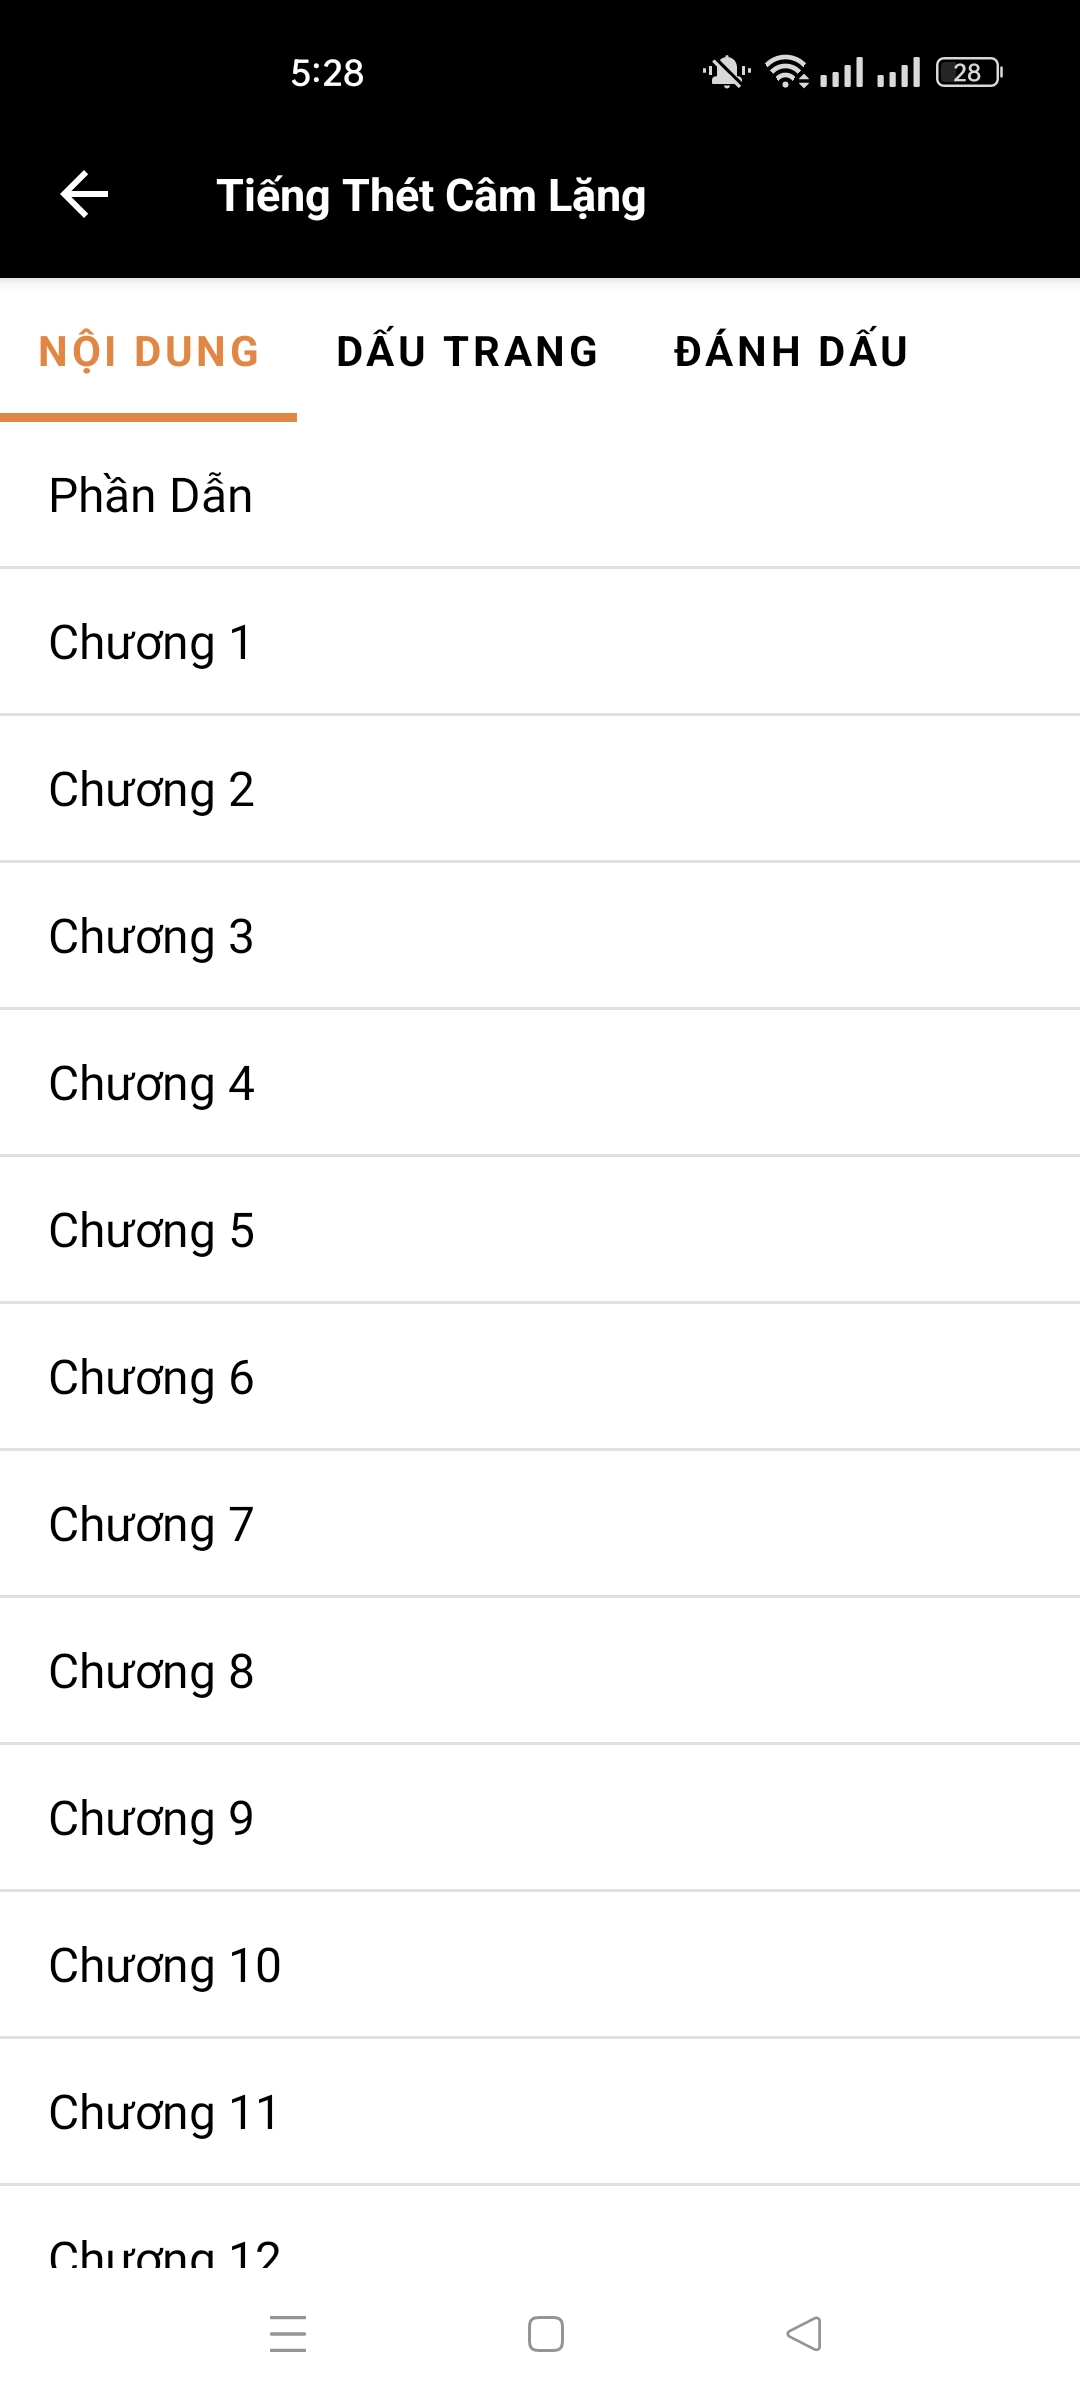 5:28
28
Tiếng Thét Câm Lặng
NỘI DUNG DẤU TRANG ĐÁNH DẤU
Phần Dẫn
Chương 1
Chương 2
Chương 3
Chương 4
Chương 5
Chương 6
Chương 7
Chương 8
Chương 9
Chương 10
Chương 11
Chương 12